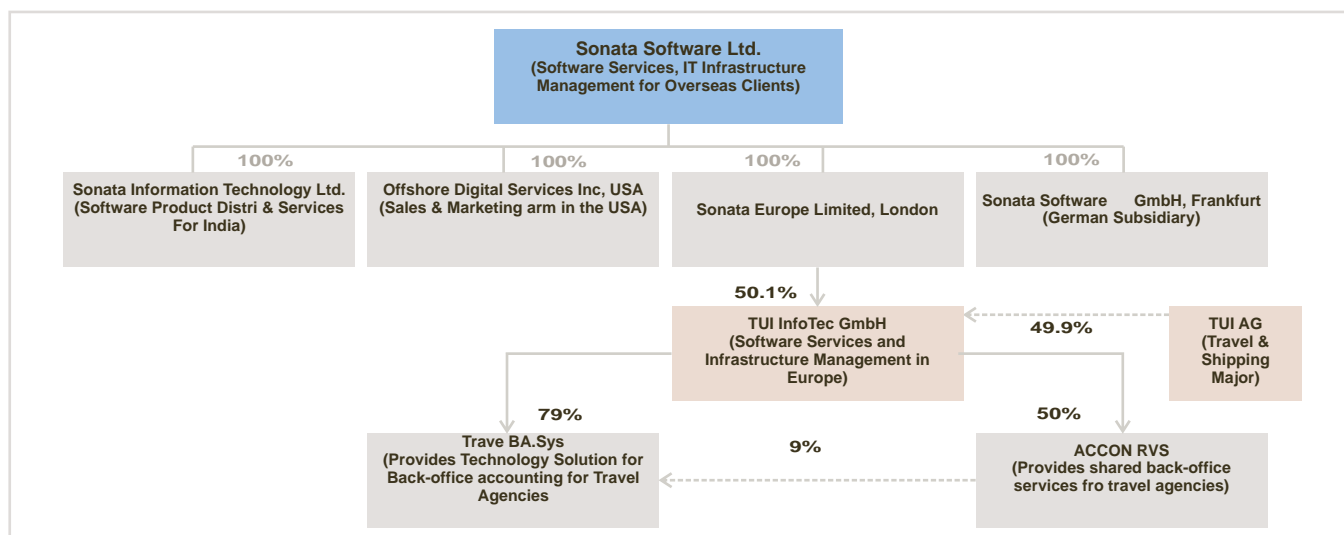 Sonata Software Ltd.
(Software Services, IT Infrastructure
Management for Overseas Clients)
100%
100%
100%
100%
Sonata Information Technology Ltd.
(Software Product Distri & Services
For India)
Offshore Digital Services Inc, USA
(Sales & Marketing arm in the USA)
Sonata Europe Limited, London
Sonata Software GmbH, Frankfurt
(German Subsidiary)
50.1%
TUI InfoTec GmbH
(Software Services and
Infrastructure Management in
Europe)
49.9%
TUI AG
(Travel &
Shipping
Major)
79%
50%
Trave BA.Sys
(Provides Technology Solution for
Back-office accounting for Travel
Agencies
9%
ACCON RVS
(Provides shared back-office
services fro travel agencies)